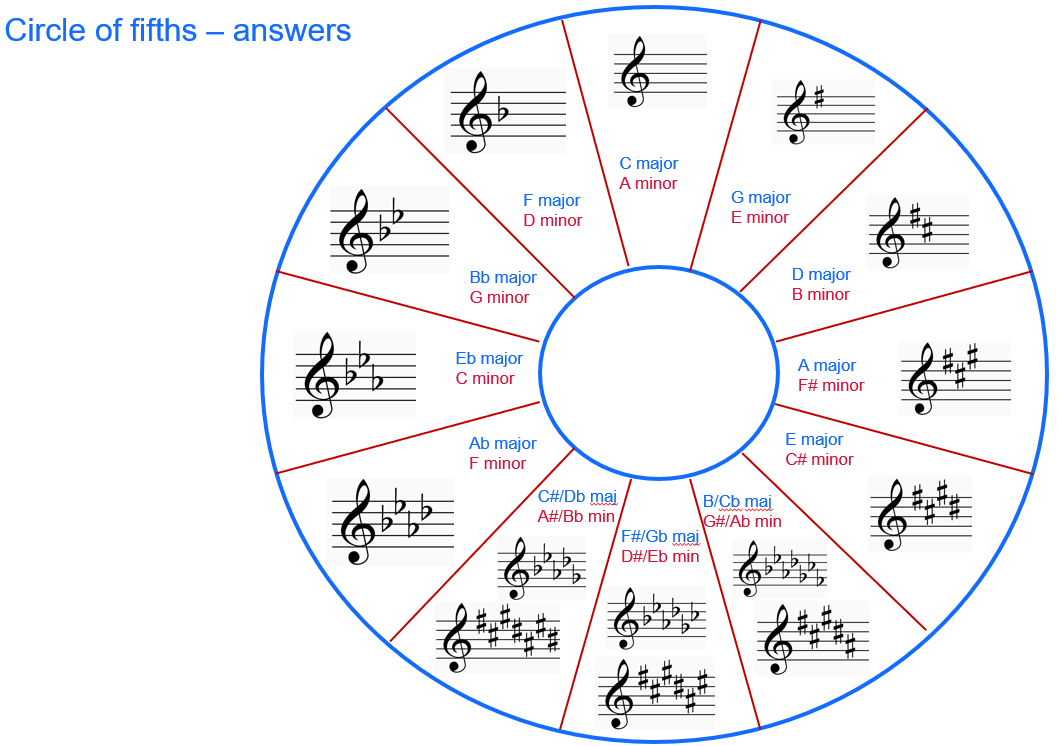 Circle of fifths – answers
C major
A minor
G major
E minor
D major
B minor
A major
F# minor
E major
C# minor
B/Cb maj
G#/Ab min
F#/Gb maj
D#/Eb min
C#/Db maj
A#/Bb min
Ab major
F minor
Eb major
C minor
Bb major
G minor
F major
D minor